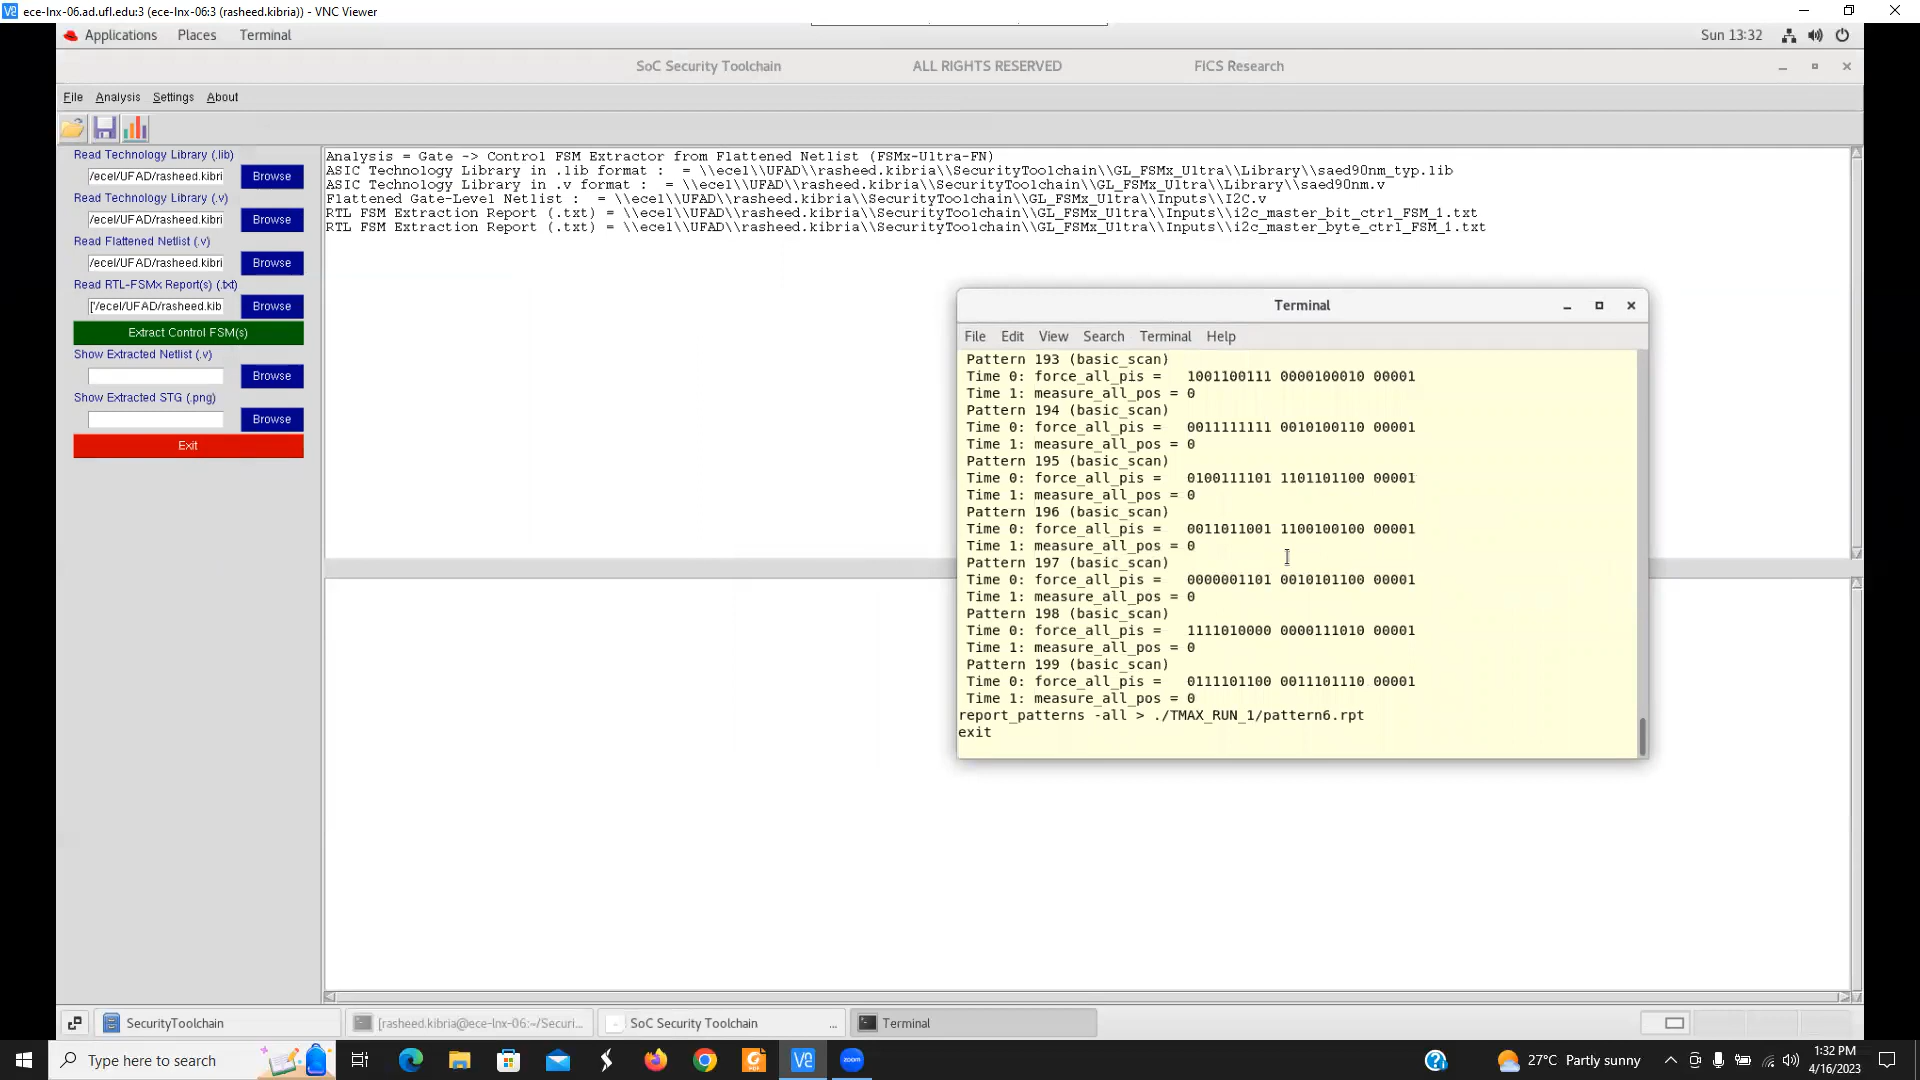 ece-lnx-06.ad.ufl.edu:3 (ece-lnx-06:3 (rasheed.kibria)) - VNC Viewer
Applications Places Terminal Sun 13:32
SoC Security Toolchain ALL RIGHTS RESERVED FICS Research
File Analysis Settings About
Read Technology Library (.lib)
/ecel/UFAD/rasheed.kibri Browse
Read Technology Library (.v)
/ecel/UFAD/rasheed.kibri Browse
Read Flattened Netlist (.v)
/ecel/UFAD/rasheed.kibri Browse
Read RTL-FSMx Report(s) (.txt)
['/ecel/UFAD/rasheed.kib Browse
Extract Control FSM(s)
Show Extracted Netlist (.v)
Browse
Show Extracted STG (.png)
Browse
Exit
Analysis = Gate -> Control FSM Extractor from Flattened Netlist (FSMx-Ultra-FN)
ASIC Technology Library in .lib format :  = \\ecel\\UFAD\\rasheed.kibria\\SecurityToolchain\\GL_FSMx_Ultra\\Library\\saed90nm_typ.lib
ASIC Technology Library in .v format :  = \\ecel\\UFAD\\rasheed.kibria\\SecurityToolchain\\GL_FSMx_Ultra\\Library\\saed90nm.v
Flattened Gate-Level Netlist :  = \\ecel\\UFAD\\rasheed.kibria\\SecurityToolchain\\GL_FSMx_Ultra\\Inputs\\I2C.v
RTL FSM Extraction Report (.txt) = \\ecel\\UFAD\\rasheed.kibria\\SecurityToolchain\\GL_FSMx_Ultra\\Inputs\\i2c_master_bit_ctrl_FSM_1.txt
RTL FSM Extraction Report (.txt) = \\ecel\\UFAD\\rasheed.kibria\\SecurityToolchain\\GL_FSMx_Ultra\\Inputs\\i2c_master_byte_ctrl_FSM_1.txt
Terminal
File Edit View Search Terminal Help
Pattern 193 (basic_scan)
Time 0: force_all_pis =   1001100111 0000100010 00001
Time 1: measure_all_pos = 0
Pattern 194 (basic_scan)
Time 0: force_all_pis =   0011111111 0010100110 00001
Time 1: measure_all_pos = 0
Pattern 195 (basic_scan)
Time 0: force_all_pis =   0100111101 1101101100 00001
Time 1: measure_all_pos = 0
Pattern 196 (basic_scan)
Time 0: force_all_pis =   0011011001 1100100100 00001
Time 1: measure_all_pos = 0
Pattern 197 (basic_scan)
Time 0: force_all_pis =   0000001101 0010101100 00001
Time 1: measure_all_pos = 0
Pattern 198 (basic_scan)
Time 0: force_all_pis =   1111010000 0000111010 00001
Time 1: measure_all_pos = 0
Pattern 199 (basic_scan)
Time 0: force_all_pis =   0111101100 0011101110 00001
Time 1: measure_all_pos = 0
report_patterns -all > ./TMAX_RUN_1/pattern6.rpt
exit
SecurityToolchain [rasheed.kibria@ece-lnx-06:~/Securi... SoC Security Toolchain ... Terminal
Type here to search 27°C Partly sunny 1:32 PM
4/16/2023